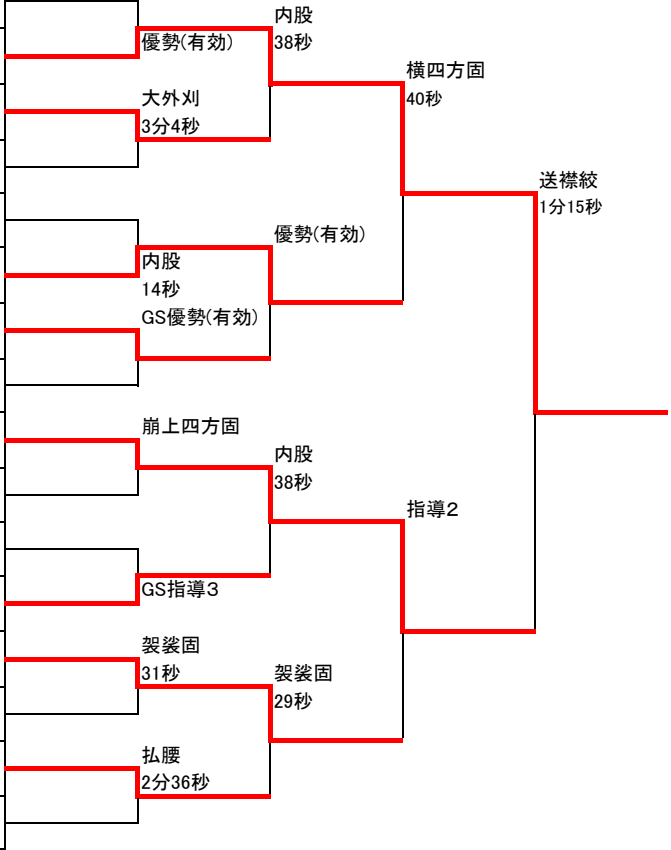 内股
38秒
優勢(有効)
横四方固
40秒
大外刈
3分4秒
送襟絞
1分15秒
優勢(有効)
内股
14秒
GS優勢(有効)
崩上四方固
内股
38秒
指導２
GS指導３
袈裟固
31秒
袈裟固
29秒
払腰
2分36秒